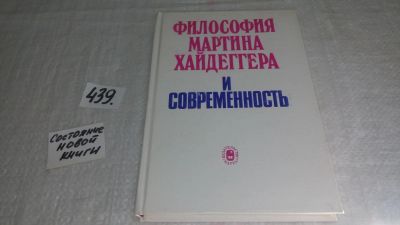 ФИЛОСОФИЯ
МАРТИНА
ХАЙДЕГГЕРА
И
СОВРЕМЕННОСТЬ
439.
Состояние
новой
книги